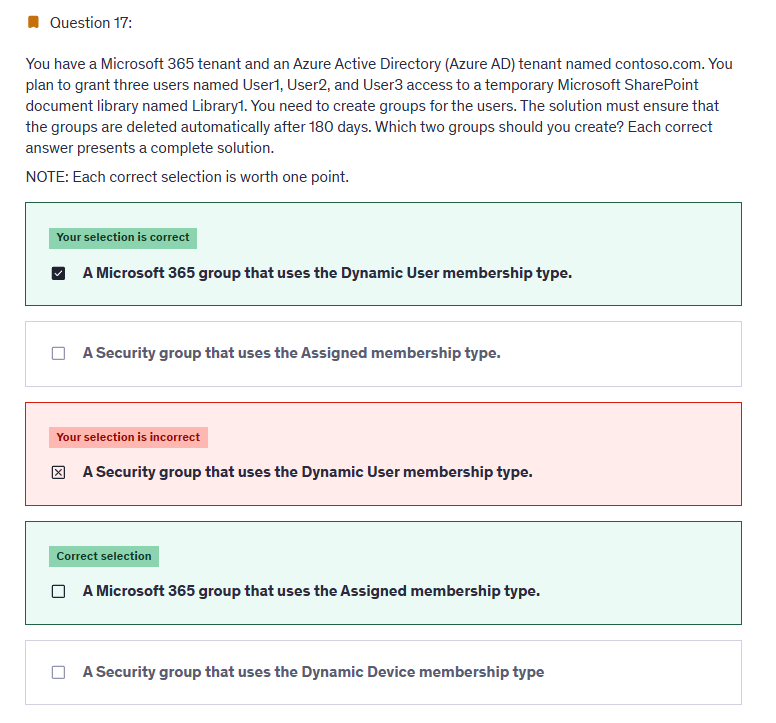 Question 17:
You have a Microsoft 365 tenant and an Azure Active Directory (Azure AD) tenant named contoso.com. You
plan to grant three users named User1, User2, and User3 access to a temporary Microsoft SharePoint
document library named Library1. You need to create groups for the users. The solution must ensure that
the groups are deleted automatically after 180 days. Which two groups should you create? Each correct
answer presents a complete solution.
NOTE: Each correct selection is worth one point.
Your selection is correct
A Microsoft 365 group that uses the Dynamic User membership type.
A Security group that uses the Assigned membership type.
Your selection is incorrect
A Security group that uses the Dynamic User membership type.
Correct selection
A Microsoft 365 group that uses the Assigned membership type.
A Security group that uses the Dynamic Device membership type